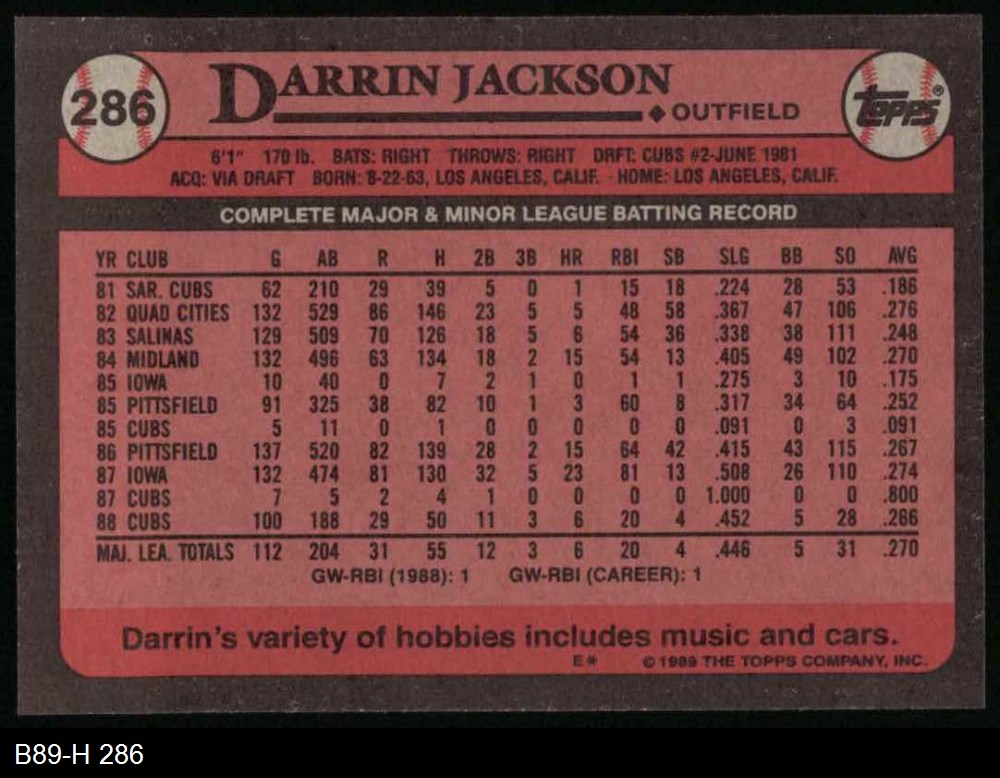 286
DARRIN JACKSON
◆ OUTFIELD
topps®
6'1" 170 lb. BATS: RIGHT THROWS: RIGHT DRFT: CUBS #2-JUNE 1981
ACQ: VIA DRAFT BORN: 8-22-63, LOS ANGELES, CALIF. - HOME: LOS ANGELES, CALIF.
COMPLETE MAJOR & MINOR LEAGUE BATTING RECORD
YR CLUB G AB R H 2B 3B HR RBI SB SLG BB SO AVG
81 SAR. CUBS 62 210 29 39 5 0 1 15 18 .224 28 53 .186
82 QUAD CITIES 132 529 86 146 23 5 5 48 58 .367 47 106 .276
83 SALINAS 129 509 70 126 18 5 6 54 36 .338 38 111 .248
84 MIDLAND 132 496 63 134 18 2 15 54 13 .405 49 102 .270
85 IOWA 10 40 0 7 2 1 0 1 1 .275 3 10 .175
85 PITTSFIELD 91 325 38 82 10 1 3 60 8 .317 34 64 .252
85 CUBS 5 11 0 1 0 0 0 0 0 .091 0 3 .091
86 PITTSFIELD 137 520 82 139 28 2 15 64 42 .415 43 115 .267
87 IOWA 132 474 81 130 32 5 23 81 13 .508 26 110 .274
87 CUBS 7 5 2 4 1 0 0 0 0 1.000 0 0 .800
88 CUBS 100 188 29 50 11 3 6 20 4 .452 5 28 .266
MAJ. LEA. TOTALS 112 204 31 55 12 3 6 20 4 .446 5 31 .270
GW-RBI (1988): 1 GW-RBI (CAREER): 1
Darrin's variety of hobbies includes music and cars.
E* © 1989 THE TOPPS COMPANY, INC.
B89-H 286